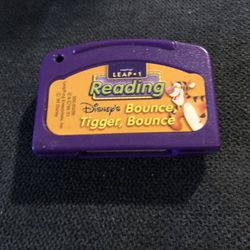 LEAP•1
Reading
Disney's Bounce,
Tigger, Bounce